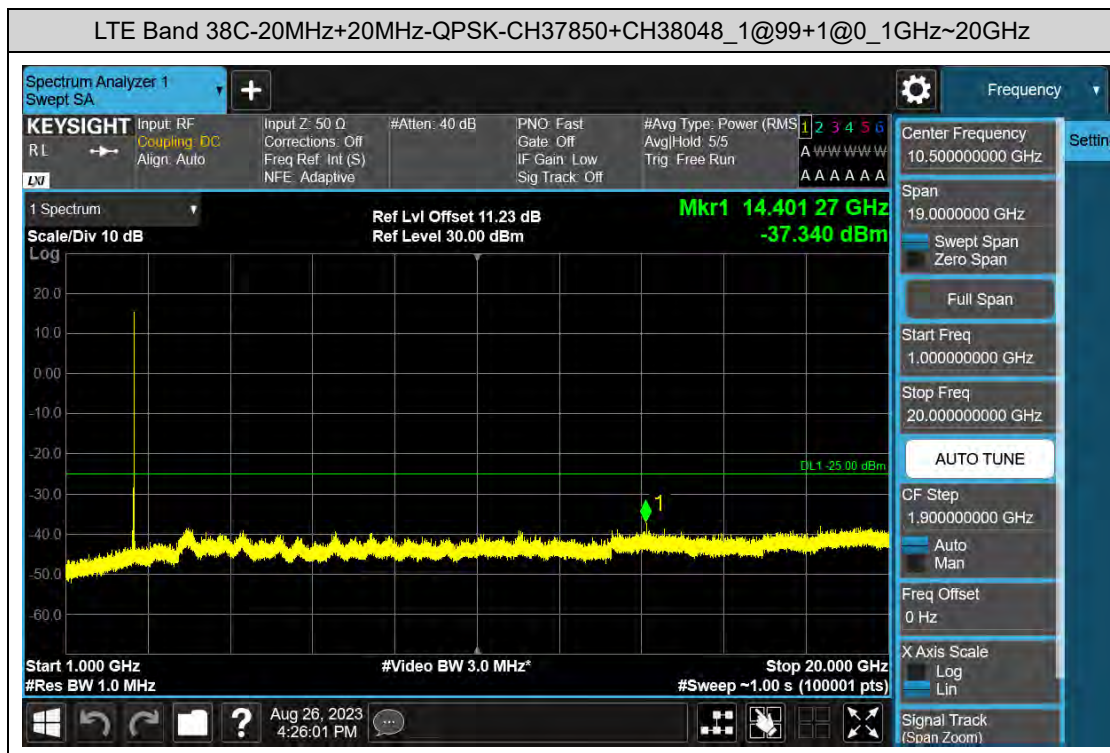 LTE Band 38C-20MHz+20MHz-QPSK-CH37850+CH38048_1@99+1@0_1GHz~20GHz
Spectrum Analyzer 1
Swept SA
Frequency
KEYSIGHT
RL
LXI
Input: RF
Coupling: DC
Align: Auto
Input Z: 50 Ω
Corrections: Off
Freq Ref: Int (S)
NFE: Adaptive
#Atten: 40 dB
PNO: Fast
Gate: Off
IF Gain: Low
Sig Track: Off
#Avg Type: Power (RMS
Avg|Hold: 5/5
Trig: Free Run
1 2 3 4 5 6
A W W W W W
A A A A A A
Settin
1 Spectrum
Scale/Div 10 dB
Ref Lvl Offset 11.23 dB
Ref Level 30.00 dBm
Mkr1 14.401 27 GHz
-37.340 dBm
Log
20.0
10.0
0.00
-10.0
-20.0
-30.0
-40.0
-50.0
-60.0
DL1 -25.00 dBm
1
Start 1.000 GHz
#Res BW 1.0 MHz
#Video BW 3.0 MHz*
Stop 20.000 GHz
#Sweep ~1.00 s (100001 pts)
Center Frequency
10.500000000 GHz
Span
19.0000000 GHz
Swept Span
Zero Span
Full Span
Start Freq
1.000000000 GHz
Stop Freq
20.000000000 GHz
AUTO TUNE
CF Step
1.900000000 GHz
Auto
Man
Freq Offset
0 Hz
X Axis Scale
Log
Lin
Signal Track
(Span Zoom)
?
Aug 26, 2023
4:26:01 PM